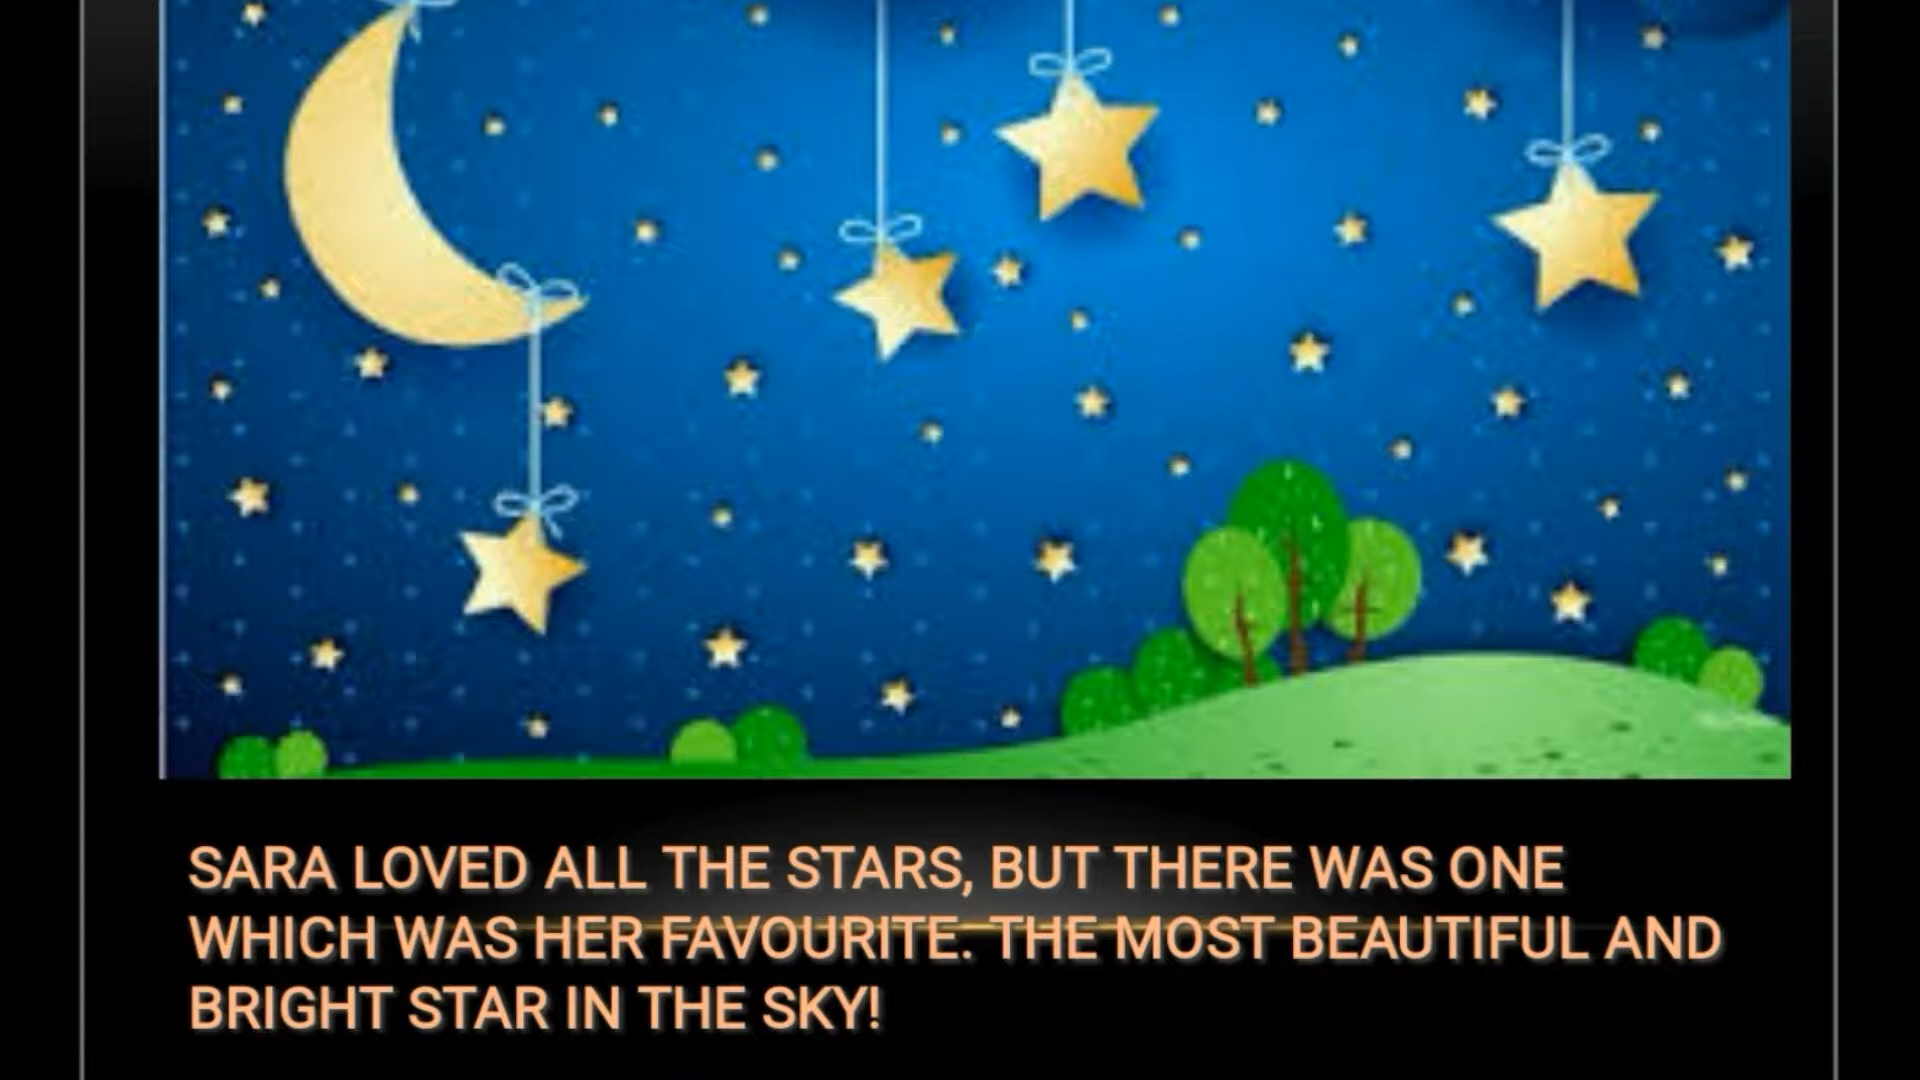 SARA LOVED ALL THE STARS, BUT THERE WAS ONE
WHICH WAS HER FAVOURITE. THE MOST BEAUTIFUL AND
BRIGHT STAR IN THE SKY!